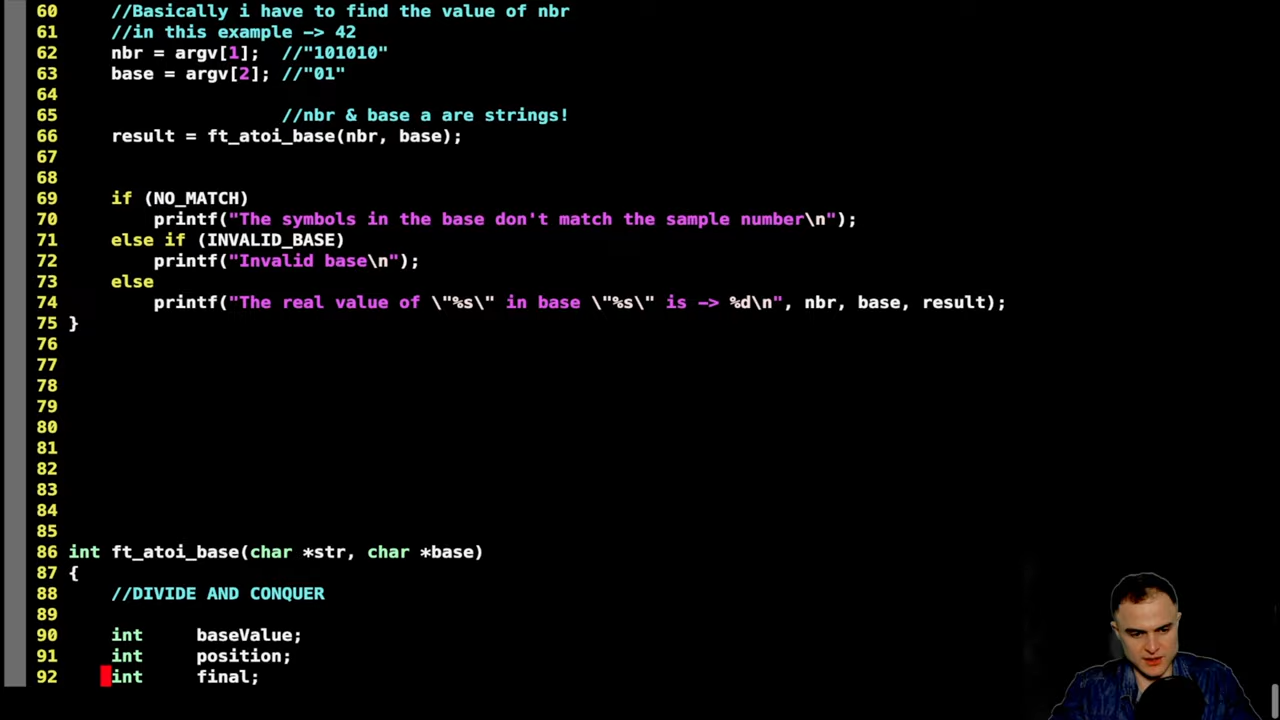 60 //Basically i have to find the value of nbr
61 //in this example -> 42
62 nbr = argv[1]; //"101010"
63 base = argv[2]; //"01"
64
65 //nbr & base a are strings!
66 result = ft_atoi_base(nbr, base);
67
68
69 if (NO_MATCH)
70 printf("The symbols in the base don't match the sample number\n");
71 else if (INVALID_BASE)
72 printf("Invalid base\n");
73 else
74 printf("The real value of \"%s\" in base \"%s\" is -> %d\n", nbr, base, result);
75 }
76
77
78
79
80
81
82
83
84
85
86 int ft_atoi_base(char *str, char *base)
87 {
88 //DIVIDE AND CONQUER
89
90 int baseValue;
91 int position;
92 int final;